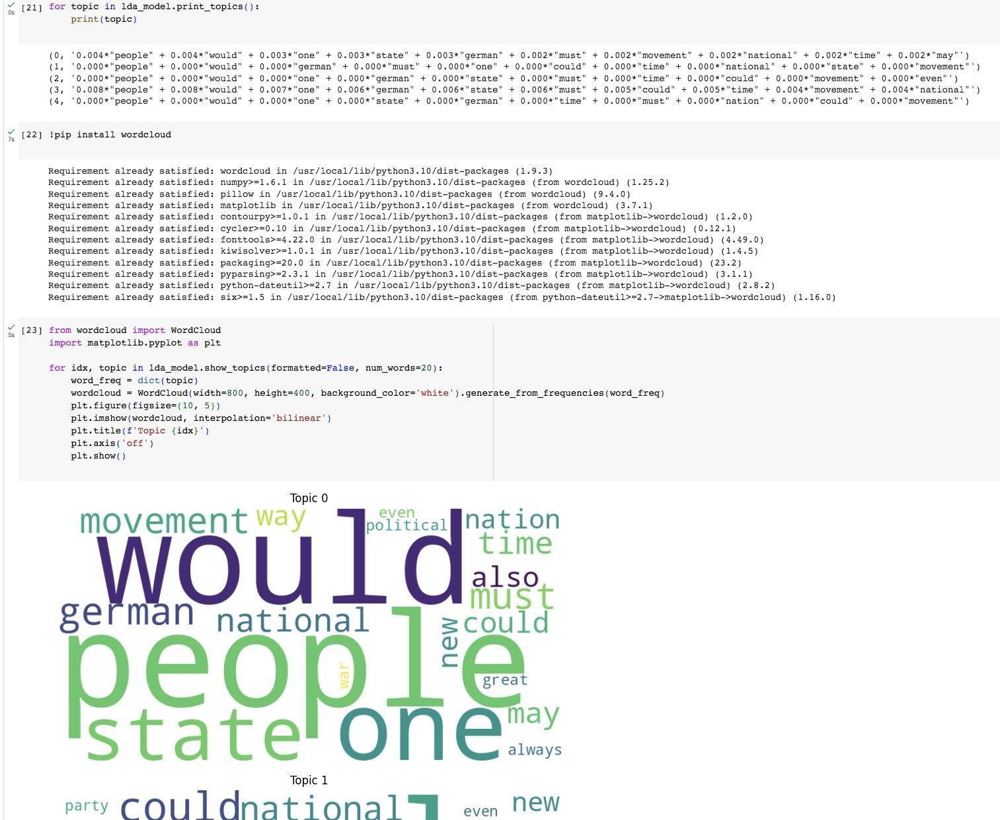 [21] for topic in lda_model.print_topics():
print(topic)
0s
(0, '0.004*"people" + 0.004*"would" + 0.003*"one" + 0.003*"state" + 0.003*"german" + 0.002*"must" + 0.002*"movement" + 0.002*"national" + 0.002*"time" + 0.002*"may"')
(1, '0.000*"people" + 0.000*"would" + 0.000*"german" + 0.000*"must" + 0.000*"one" + 0.000*"could" + 0.000*"time" + 0.000*"national" + 0.000*"state" + 0.000*"movement"')
(2, '0.000*"people" + 0.000*"would" + 0.000*"one" + 0.000*"german" + 0.000*"state" + 0.000*"must" + 0.000*"time" + 0.000*"could" + 0.000*"movement" + 0.000*"even"')
(3, '0.008*"people" + 0.008*"would" + 0.007*"one" + 0.006*"german" + 0.006*"state" + 0.006*"must" + 0.005*"could" + 0.005*"time" + 0.004*"movement" + 0.004*"national"')
(4, '0.000*"people" + 0.000*"would" + 0.000*"one" + 0.000*"state" + 0.000*"german" + 0.000*"time" + 0.000*"must" + 0.000*"nation" + 0.000*"could" + 0.000*"movement"')
[22] !pip install wordcloud
7s
Requirement already satisfied: wordcloud in /usr/local/lib/python3.10/dist-packages (1.9.3)
Requirement already satisfied: numpy>=1.6.1 in /usr/local/lib/python3.10/dist-packages (from wordcloud) (1.25.2)
Requirement already satisfied: pillow in /usr/local/lib/python3.10/dist-packages (from wordcloud) (9.4.0)
Requirement already satisfied: matplotlib in /usr/local/lib/python3.10/dist-packages (from wordcloud) (3.7.1)
Requirement already satisfied: contourpy>=1.0.1 in /usr/local/lib/python3.10/dist-packages (from matplotlib->wordcloud) (1.2.0)
Requirement already satisfied: cycler>=0.10 in /usr/local/lib/python3.10/dist-packages (from matplotlib->wordcloud) (0.12.1)
Requirement already satisfied: fonttools>=4.22.0 in /usr/local/lib/python3.10/dist-packages (from matplotlib->wordcloud) (4.49.0)
Requirement already satisfied: kiwisolver>=1.0.1 in /usr/local/lib/python3.10/dist-packages (from matplotlib->wordcloud) (1.4.5)
Requirement already satisfied: packaging>=20.0 in /usr/local/lib/python3.10/dist-packages (from matplotlib->wordcloud) (23.2)
Requirement already satisfied: pyparsing>=2.3.1 in /usr/local/lib/python3.10/dist-packages (from matplotlib->wordcloud) (3.1.1)
Requirement already satisfied: python-dateutil>=2.7 in /usr/local/lib/python3.10/dist-packages (from matplotlib->wordcloud) (2.8.2)
Requirement already satisfied: six>=1.5 in /usr/local/lib/python3.10/dist-packages (from python-dateutil>=2.7->matplotlib->wordcloud) (1.16.0)
[23] from wordcloud import WordCloud
5s
import matplotlib.pyplot as plt
for idx, topic in lda_model.show_topics(formatted=False, num_words=20):
word_freq = dict(topic)
wordcloud = WordCloud(width=800, height=400, background_color='white').generate_from_frequencies(word_freq)
plt.figure(figsize=(10, 5))
plt.imshow(wordcloud, interpolation='bilinear')
plt.title(f'Topic {idx}')
plt.axis('off')
plt.show()
Topic 0
movement way even nation
political
would time
also
must
german national new could
people
war great
state one may
always
Topic 1
party could national even new